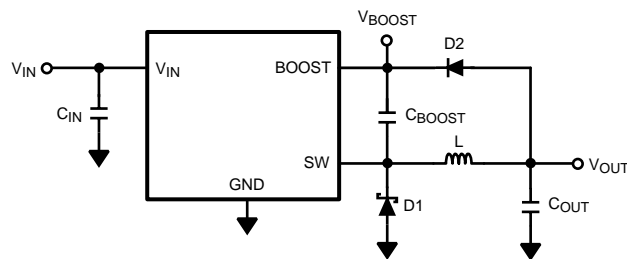 VBOOST
D2
VIN
VIN
BOOST
CIN
CBOOST
L
SW
VOUT
GND
D1
COUT